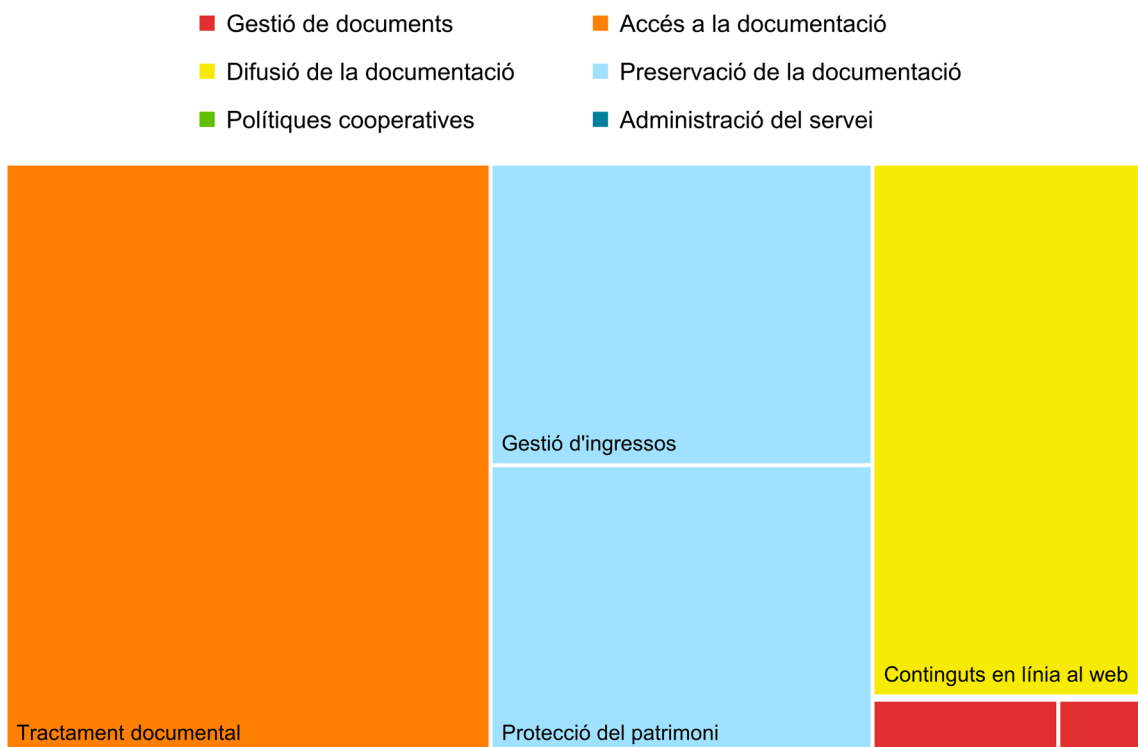 Gestió de documents
Accés a la documentació
Difusió de la documentació
Preservació de la documentació
Polítiques cooperatives
Administració del servei
Gestió d'ingressos
Continguts en línia al web
Tractament documental
Protecció del patrimoni